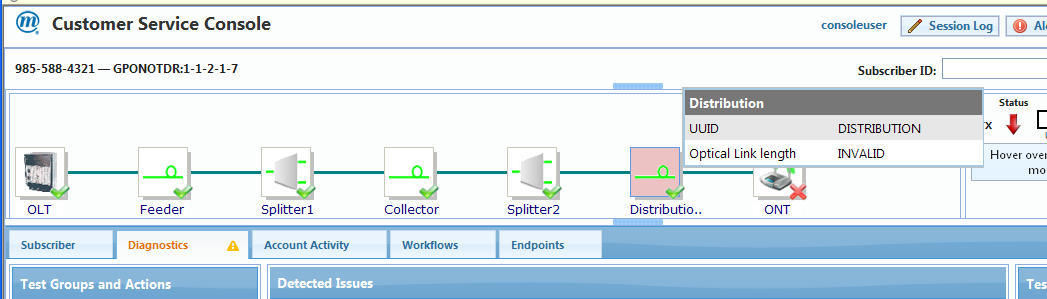 Customer Service Console
consoleuser
Session Log
985-588-4321 — GPONOTDR:1-1-2-1-7
Subscriber ID:
Distribution
UUID DISTRIBUTION
Optical Link length INVALID
Status
Hover over
mo
OLT Feeder Splitter1 Collector Splitter2 Distributio.. ONT
Subscriber Diagnostics Account Activity Workflows Endpoints
Test Groups and Actions Detected Issues Tes